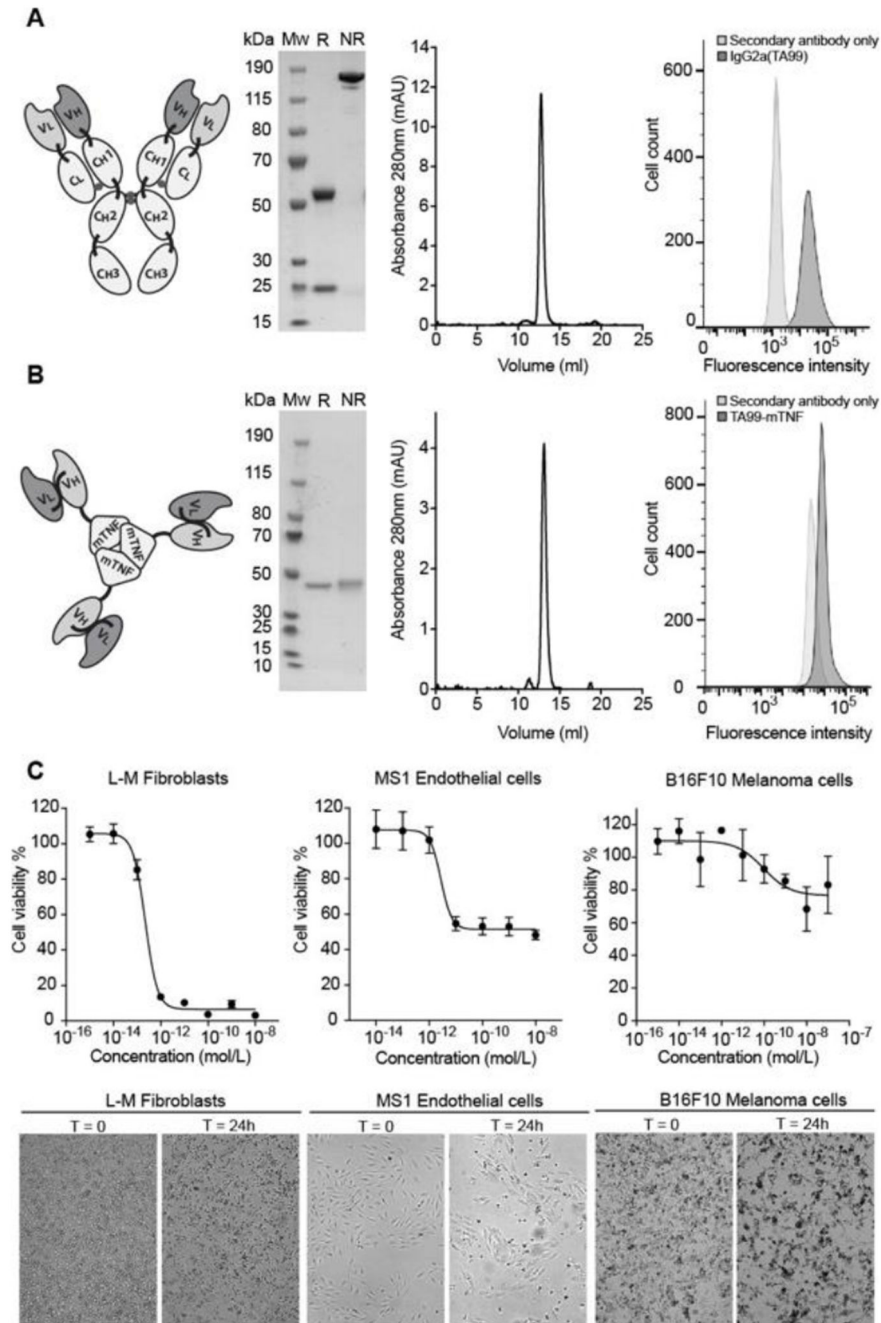 A
kDa Mw R NR
190
115
80
70
50
30
25
15
VL VH VH VL
CL CH1 CH1 CL
CH2 CH2
CH3 CH3
Absorbance 280nm (mAU)
14
12
10
8
6
4
2
0
0 5 10 15 20 25
Volume (ml)
Secondary antibody only
IgG2a(TA99)
Cell count
600
400
200
0
0 10³ 10⁵
Fluorescence intensity
B
kDa Mw R NR
190
115
80
70
50
30
25
15
10
VL VH
VL
VH
mTNF mTNF
mTNF
VH VL
Absorbance 280nm (mAU)
4
2
0
0 5 10 15 20 25
Volume (ml)
Secondary antibody only
TA99-mTNF
Cell count
800
600
400
200
0
0 10³ 10⁵
Fluorescence intensity
C
L-M Fibroblasts
Cell viability %
120
100
80
60
40
20
0
10⁻¹⁶ 10⁻¹⁴ 10⁻¹² 10⁻¹⁰ 10⁻⁸
Concentration (mol/L)
MS1 Endothelial cells
Cell viability %
120
100
80
60
40
20
0
10⁻¹⁴ 10⁻¹² 10⁻¹⁰ 10⁻⁸
Concentration (mol/L)
B16F10 Melanoma cells
Cell viability %
120
100
80
60
40
20
0
10⁻¹⁶ 10⁻¹⁴ 10⁻¹² 10⁻¹⁰ 10⁻⁸ 10⁻⁷
Concentration (mol/L)
L-M Fibroblasts MS1 Endothelial cells B16F10 Melanoma cells
T = 0 T = 24h T = 0 T = 24h T = 0 T = 24h